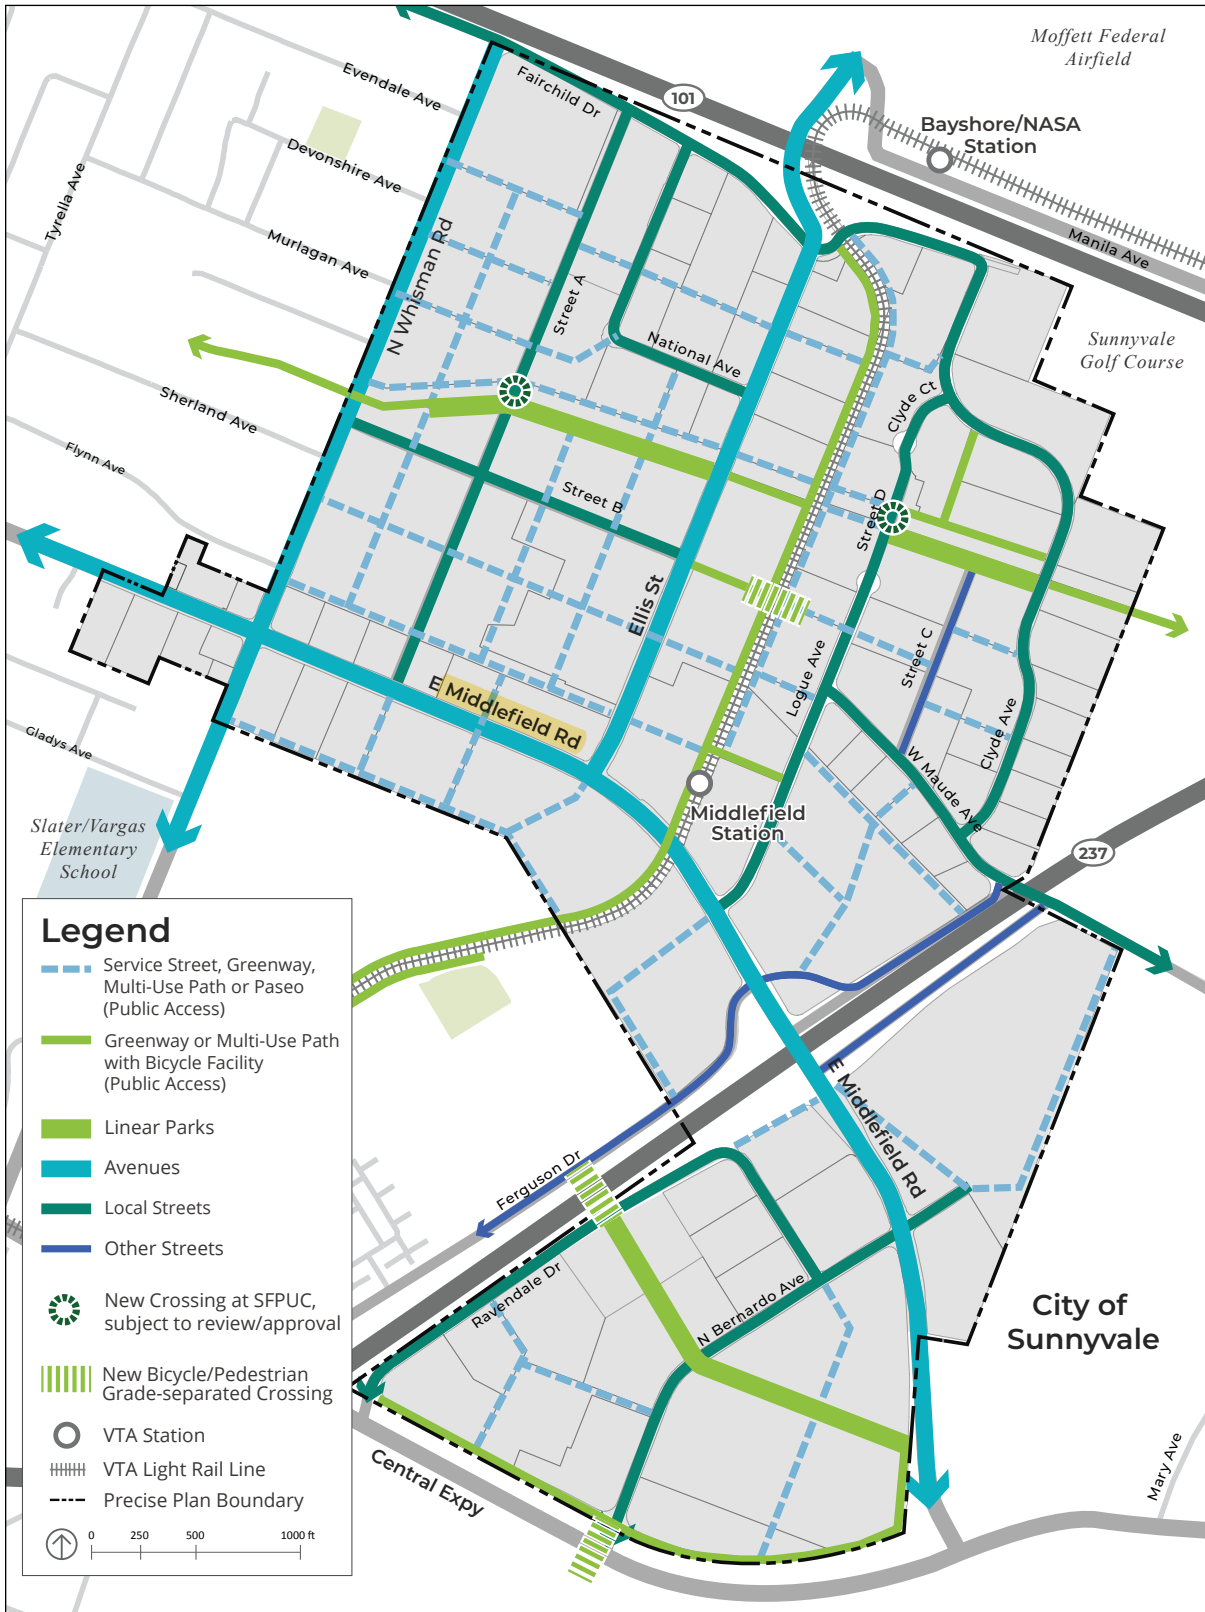 Moffett Federal
Airfield
101
Bayshore/NASA
Station
Evendale Ave
Fairchild Dr
Devonshire Ave
Tyrella Ave
Murlagan Ave
Manila Ave
N Whisman Rd
Street A
National Ave
Sunnyvale
Golf Course
Sherland Ave
Clyde Ct
Flynn Ave
Street B
Street D
Ellis St
Street C
Logue Ave
E Middlefield Rd
Clyde Ave
Gladys Ave
W Maude Ave
Middlefield
Station
Slater/Vargas
Elementary
School
237
E Middlefield Rd
Ferguson Dr
Ravendale Dr
N Bernardo Ave
City of
Sunnyvale
Central Expy
Mary Ave
Legend
Service Street, Greenway,
Multi-Use Path or Paseo
(Public Access)
Greenway or Multi-Use Path
with Bicycle Facility
(Public Access)
Linear Parks
Avenues
Local Streets
Other Streets
New Crossing at SFPUC,
subject to review/approval
New Bicycle/Pedestrian
Grade-separated Crossing
VTA Station
VTA Light Rail Line
Precise Plan Boundary
0 250 500 1000 ft